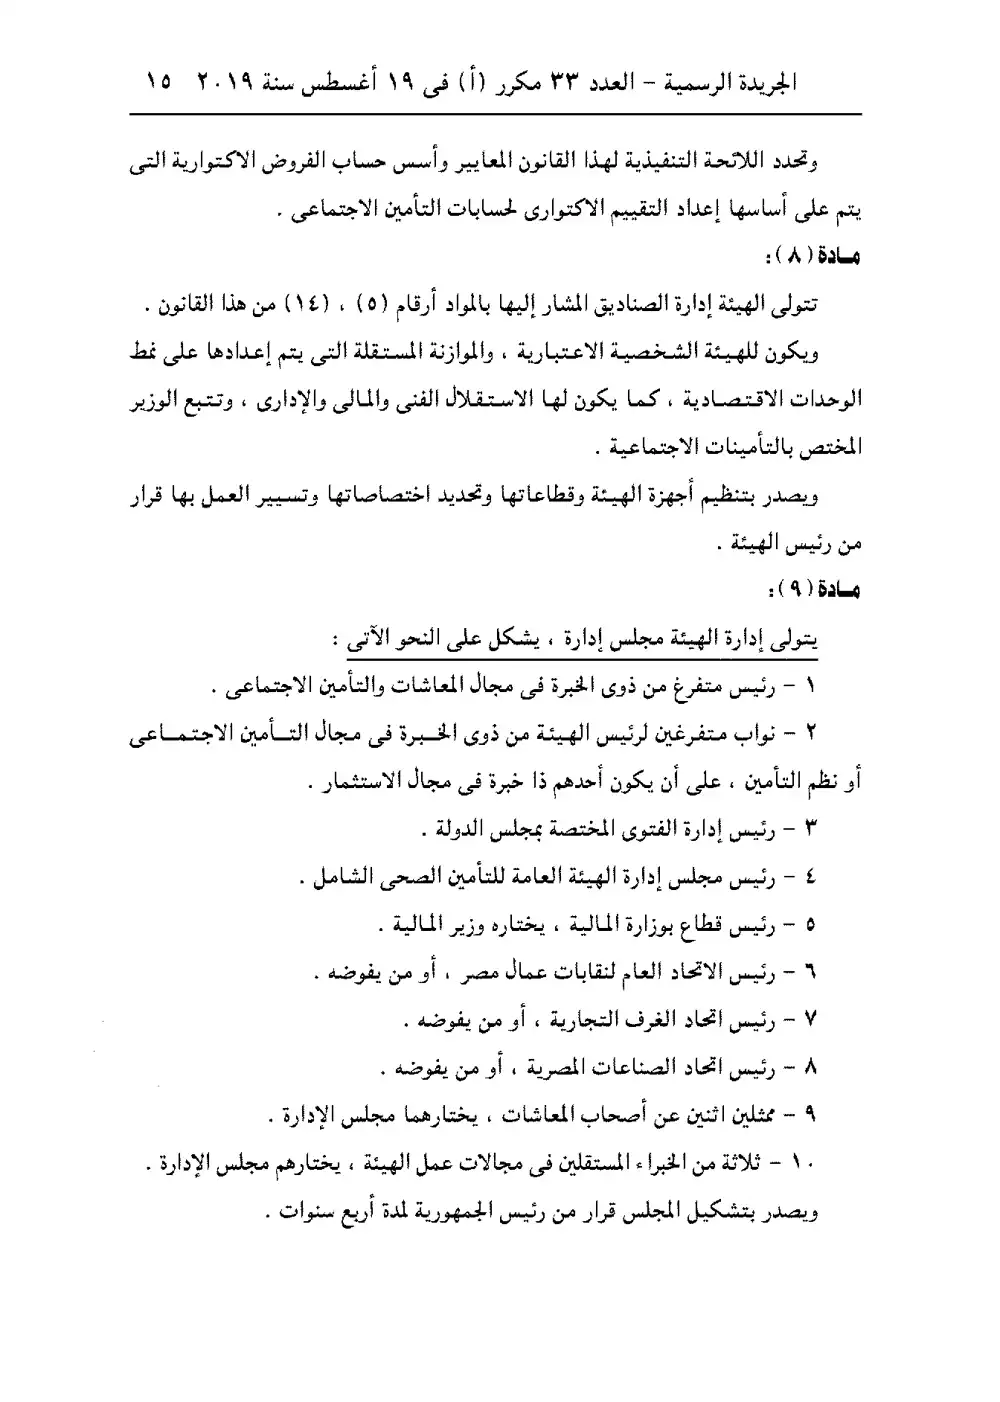 الجريدة الرسمية – العدد ٣٣ مكرر (أ) فى ١٩ أغسطس سنة ٢٠١٩ ١٥
وتحدد اللائحة التنفيذية لهذا القانون المعايير وأسس حساب الفروض الاكتوارية التى
يتم على أساسها إعداد التقييم الاكتوارى لحسابات التأمين الاجتماعى .
مــادة (٨) :
تتولى الهيئة إدارة الصناديق المشار إليها بالمواد أرقام (٥) ، (١٤) من هذا القانون .
ويكون للهيئة الشخصية الاعتبارية ، والموازنة المستقلة التى يتم إعدادها على نمط
الوحدات الاقتصادية ، كما يكون لها الاستقلال الفنى والمالى والإدارى ، وتتبع الوزير
المختص بالتأمينات الاجتماعية .
ويصدر بتنظيم أجهزة الهيئة وقطاعاتها وتحديد اختصاصاتها وتسيير العمل بها قرار
من رئيس الهيئة .
مــادة (٩) :
يتولى إدارة الهيئة مجلس إدارة ، يشكل على النحو الآتى :
١ – رئيس متفرغ من ذوى الخبرة فى مجال المعاشات والتأمين الاجتماعى .
٢ – نواب متفرغين لرئيس الهيئة من ذوى الخــبرة فى مجال التــأمين الاجتمــاعى
أو نظم التأمين ، على أن يكون أحدهم ذا خبرة فى مجال الاستثمار .
٣ – رئيس إدارة الفتوى المختصة بمجلس الدولة .
٤ – رئيس مجلس إدارة الهيئة العامة للتأمين الصحى الشامل .
٥ – رئيس قطاع بوزارة المالية ، يختاره وزير المالية .
٦ – رئيس الاتحاد العام لنقابات عمال مصر ، أو من يفوضه .
٧ – رئيس اتحاد الغرف التجارية ، أو من يفوضه .
٨ – رئيس اتحاد الصناعات المصرية ، أو من يفوضه .
٩ – ممثلين اثنين عن أصحاب المعاشات ، يختارهما مجلس الإدارة .
١٠ – ثلاثة من الخبراء المستقلين فى مجالات عمل الهيئة ، يختارهم مجلس الإدارة .
ويصدر بتشكيل المجلس قرار من رئيس الجمهورية لمدة أربع سنوات .